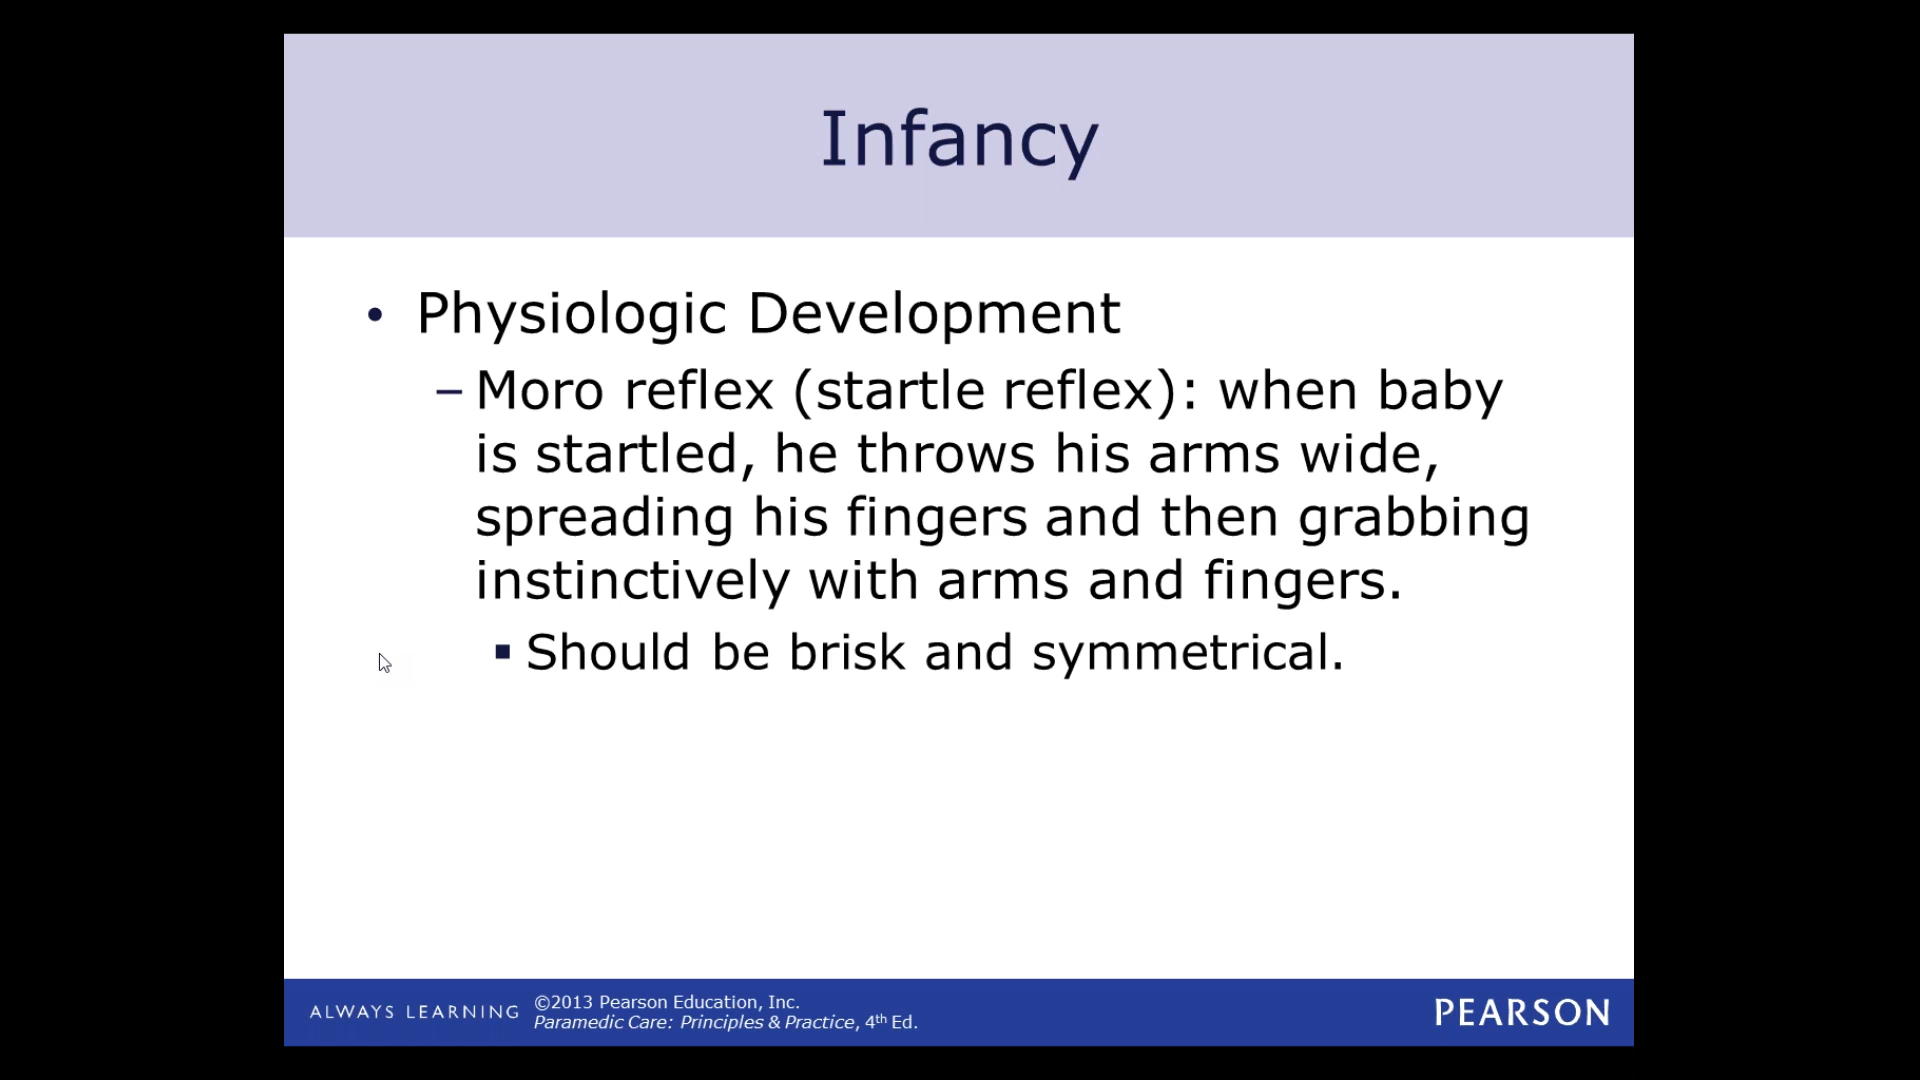 Infancy
• Physiologic Development
– Moro reflex (startle reflex): when baby
is startled, he throws his arms wide,
spreading his fingers and then grabbing
instinctively with arms and fingers.
▪ Should be brisk and symmetrical.
ALWAYS LEARNING
©2013 Pearson Education, Inc.
Paramedic Care: Principles & Practice, 4th Ed.
PEARSON